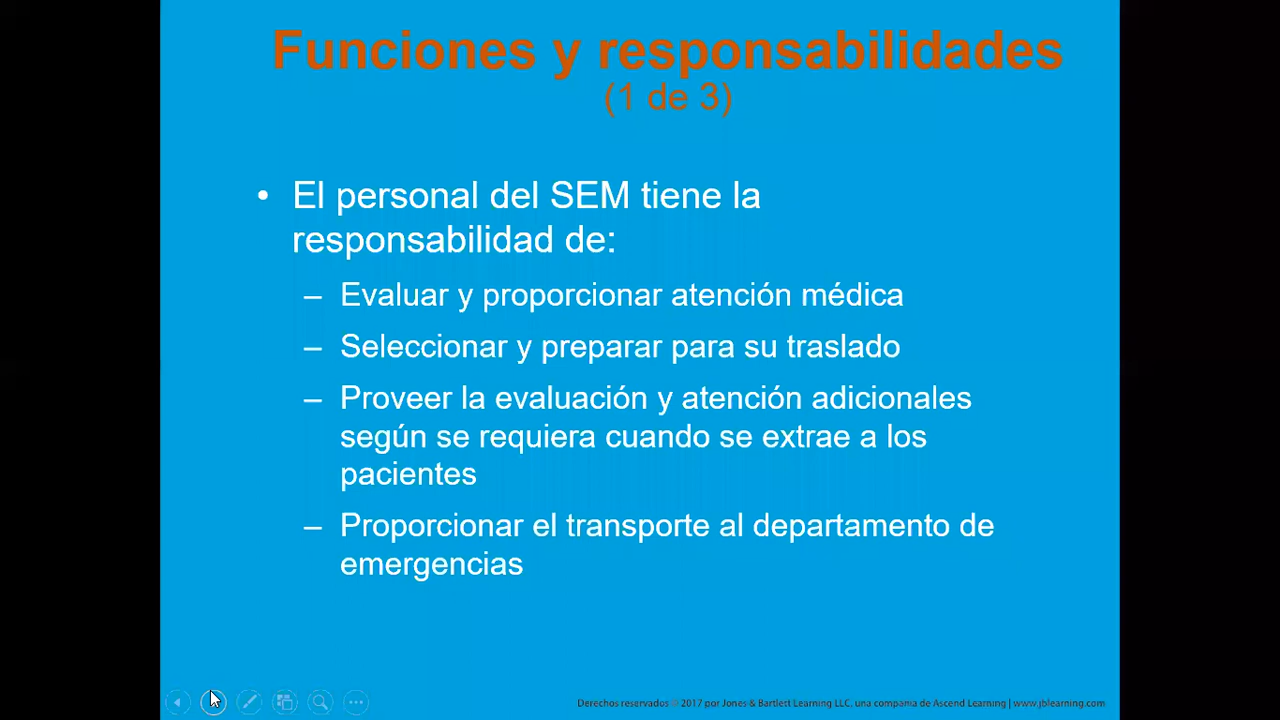 Funciones y responsabilidades
(1 de 3)
• El personal del SEM tiene la
responsabilidad de:
– Evaluar y proporcionar atención médica
– Seleccionar y preparar para su traslado
– Proveer la evaluación y atención adicionales
según se requiera cuando se extrae a los
pacientes
– Proporcionar el transporte al departamento de
emergencias
Derechos reservados © 2017 por Jones & Bartlett Learning LLC, una compañía de Ascend Learning | www.jblearning.com